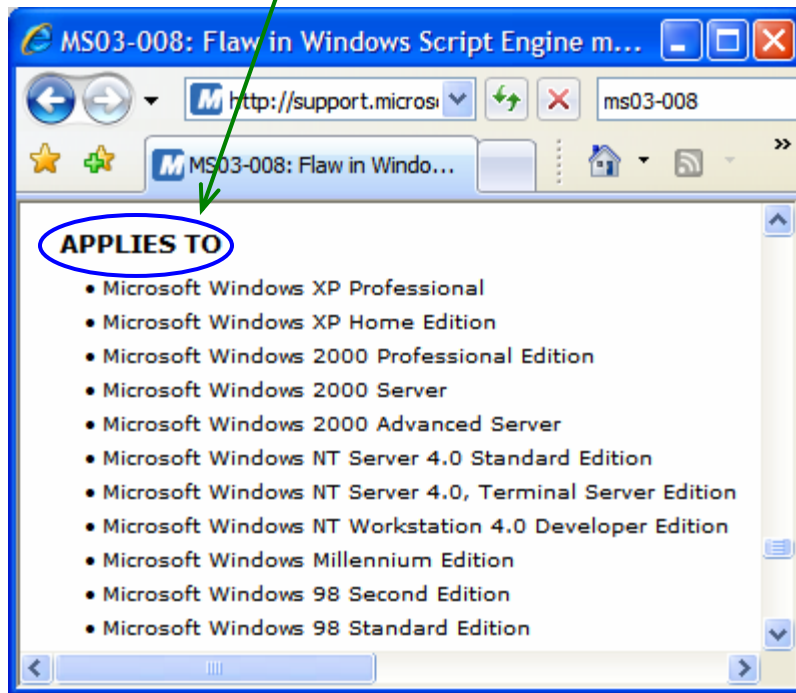 MS03-008: Flaw in Windows Script Engine m...
http://support.micros
ms03-008
MS03-008: Flaw in Windo...
»
APPLIES TO
• Microsoft Windows XP Professional
• Microsoft Windows XP Home Edition
• Microsoft Windows 2000 Professional Edition
• Microsoft Windows 2000 Server
• Microsoft Windows 2000 Advanced Server
• Microsoft Windows NT Server 4.0 Standard Edition
• Microsoft Windows NT Server 4.0, Terminal Server Edition
• Microsoft Windows NT Workstation 4.0 Developer Edition
• Microsoft Windows Millennium Edition
• Microsoft Windows 98 Second Edition
• Microsoft Windows 98 Standard Edition